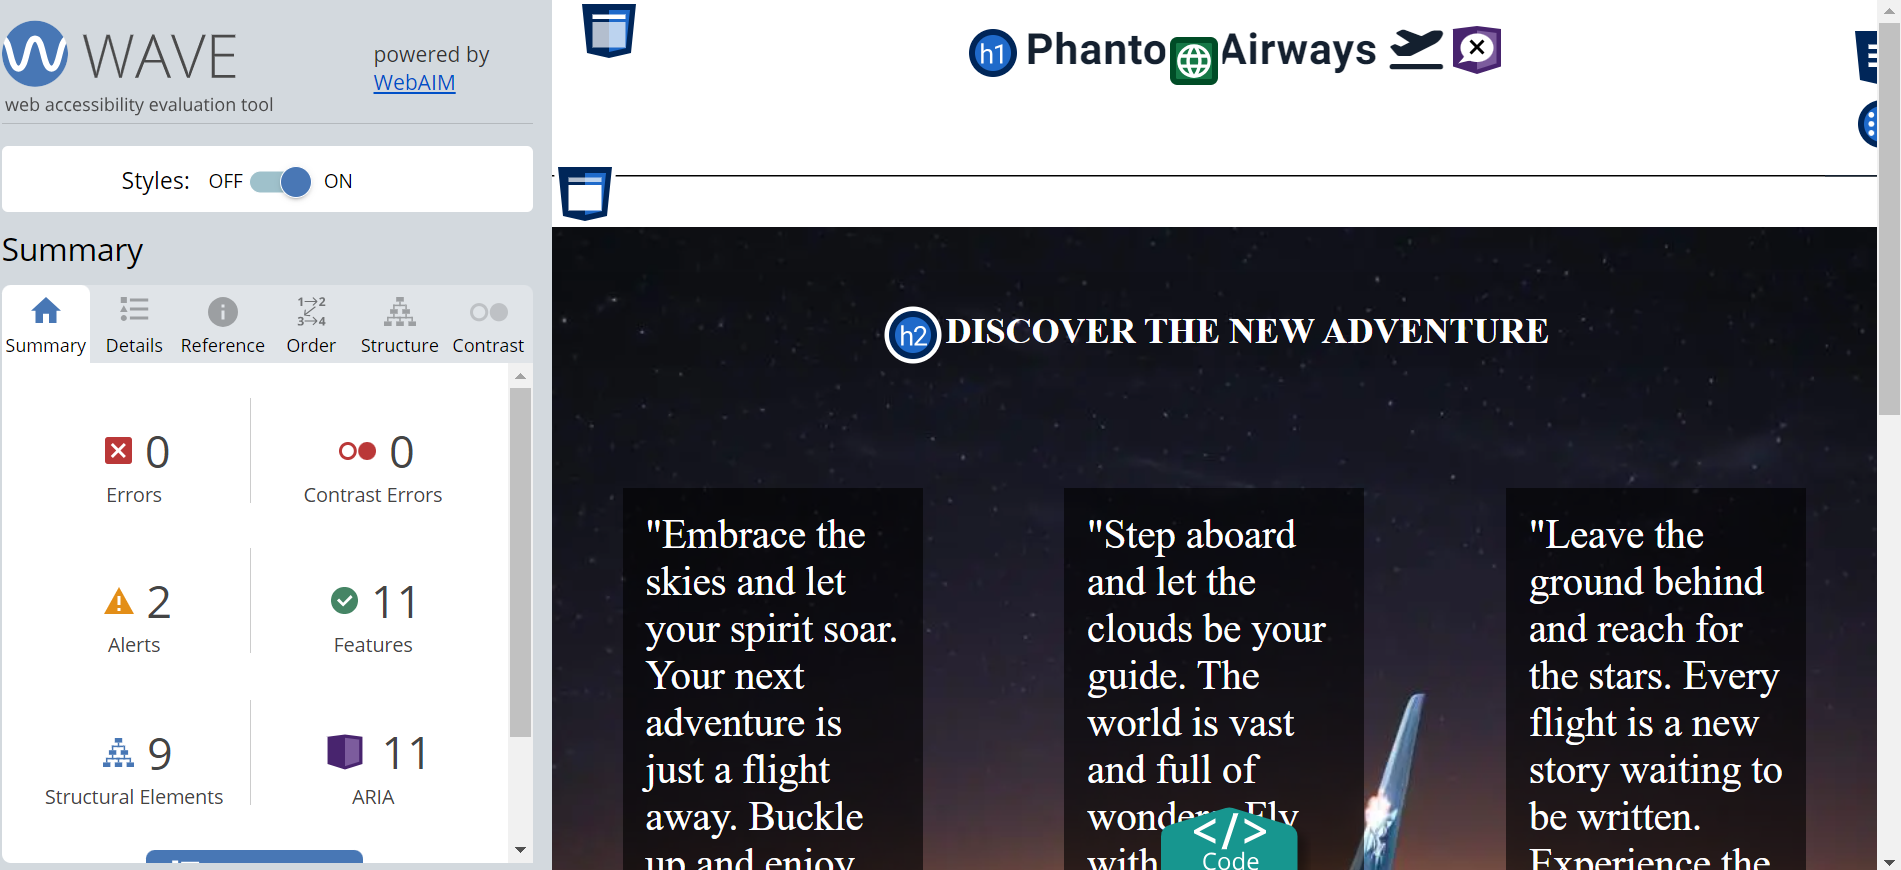 WAVE
powered by
WebAIM
web accessibility evaluation tool
Styles: OFF ON
Summary
Summary Details Reference Order Structure Contrast
0
Errors
0
Contrast Errors
2
Alerts
11
Features
9
Structural Elements
11
ARIA
h1 Phanto Airways
h2 DISCOVER THE NEW ADVENTURE
"Embrace the
skies and let
your spirit soar.
Your next
adventure is
just a flight
away. Buckle
up and enjoy
"Step aboard
and let the
clouds be your
guide. The
world is vast
and full of
wonder. Fly
with
"Leave the
ground behind
and reach for
the stars. Every
flight is a new
story waiting to
be written.
Experience the
</> Code